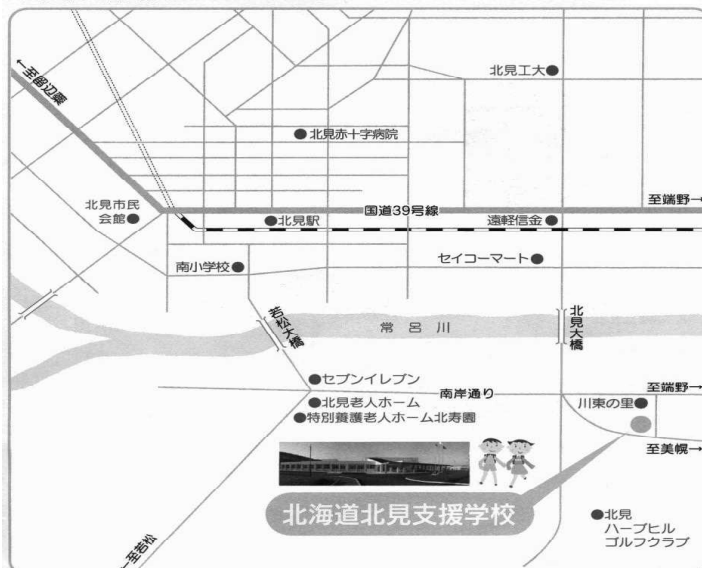 ←至留辺蘂
北見工大
北見赤十字病院
北見市民
会館
北見駅
国道39号線
至端野→
遠軽信金
南小学校
セイコーマート
若松大橋
常呂川
北見大橋
セブンイレブン
南岸通り
至端野→
北見老人ホーム
川東の里
特別養護老人ホーム北寿園
至美幌→
北海道北見支援学校
北見
ハーブヒル
ゴルフクラブ
←至若松